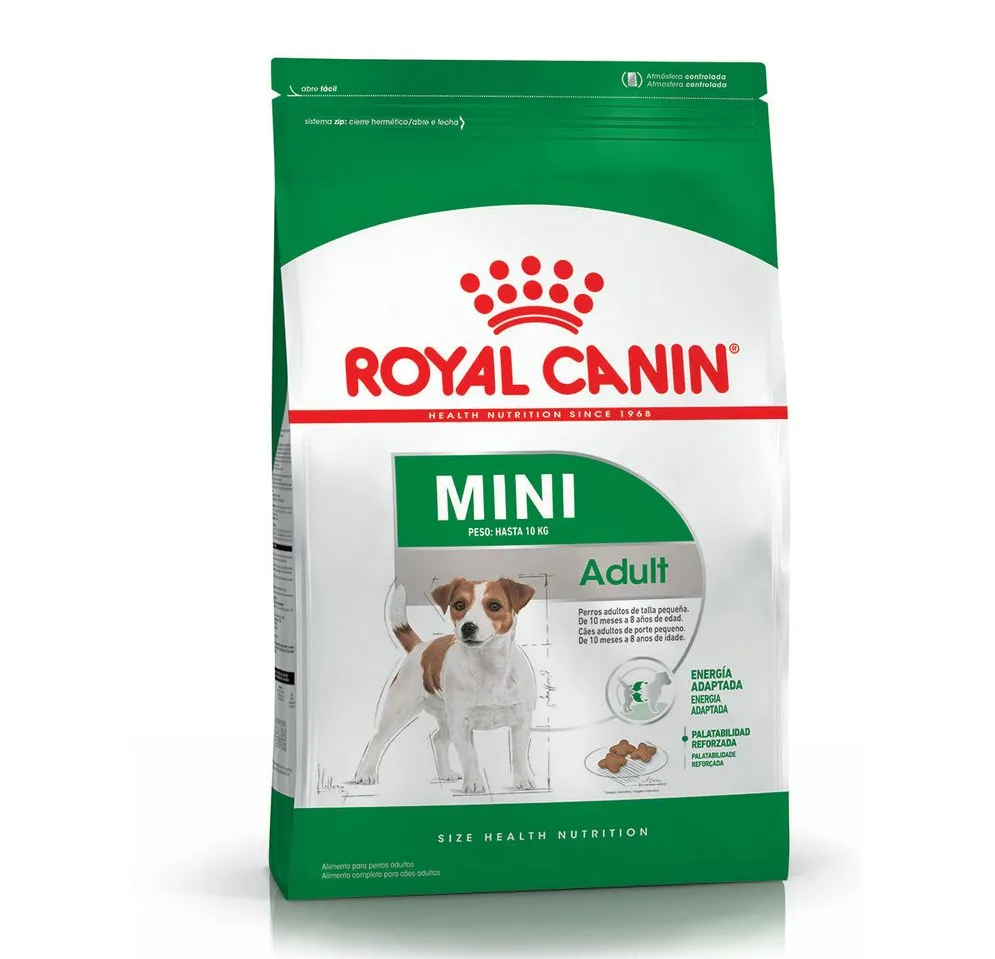 abre fácil
Atmósfera controlada
Atmosfera controlada
sistema zip: cierre hermético/abre e fecha
ROYAL CANIN®
HEALTH NUTRITION SINCE 1968
MINI
PESO: HASTA 10 KG
Adult
Perros adultos de talla pequeña.
De 10 meses a 8 años de edad.
Cães adultos de porte pequeno.
De 10 meses a 8 anos de idade.
ENERGÍA
ADAPTADA
ENERGIA
ADAPTADA
PALATABILIDAD
REFORZADA
PALATABILIDADE
REFORÇADA
SIZE HEALTH NUTRITION
Alimento para perros adultos
Alimento completo para cães adultos